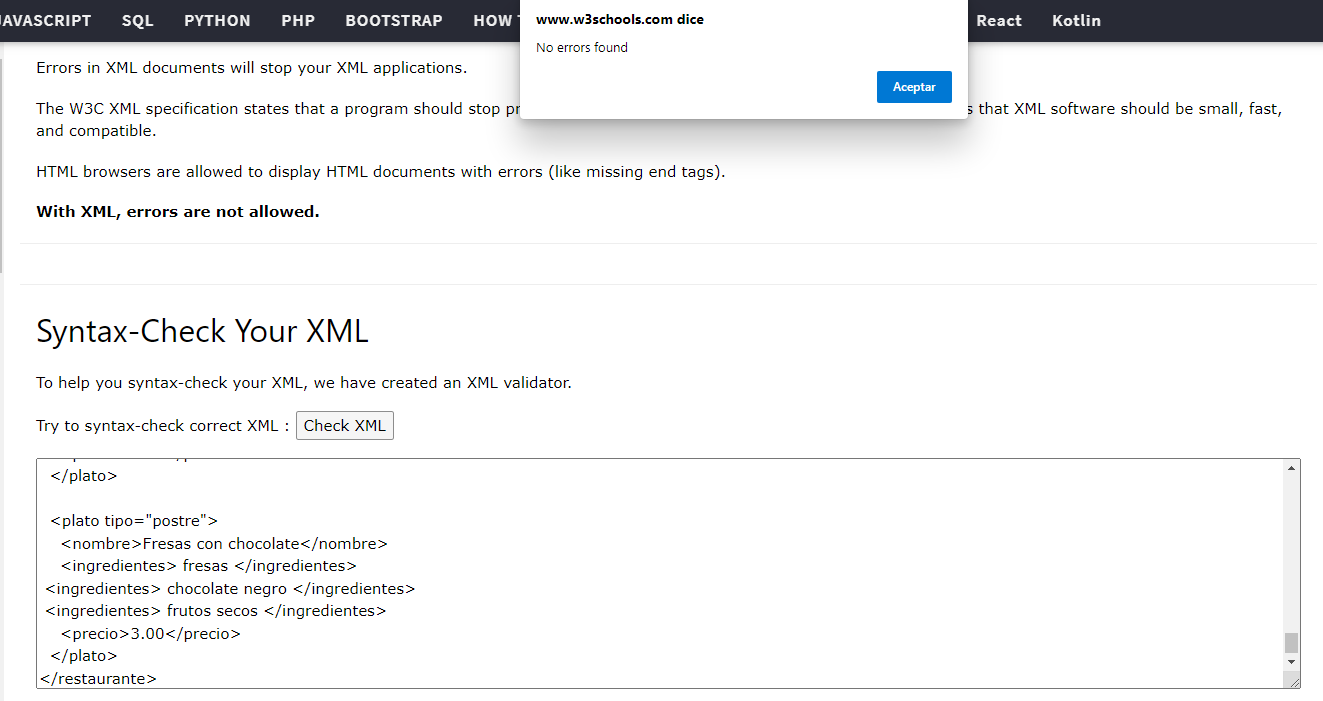 JAVASCRIPT SQL PYTHON PHP BOOTSTRAP HOW React Kotlin
www.w3schools.com dice
No errors found
Aceptar
Errors in XML documents will stop your XML applications.
The W3C XML specification states that a program should stop that XML software should be small, fast,
and compatible.
HTML browsers are allowed to display HTML documents with errors (like missing end tags).
With XML, errors are not allowed.
Syntax-Check Your XML
To help you syntax-check your XML, we have created an XML validator.
Try to syntax-check correct XML : Check XML
</plato>
<plato tipo="postre">
<nombre>Fresas con chocolate</nombre>
<ingredientes> fresas </ingredientes>
<ingredientes> chocolate negro </ingredientes>
<ingredientes> frutos secos </ingredientes>
<precio>3.00</precio>
</plato>
</restaurante>